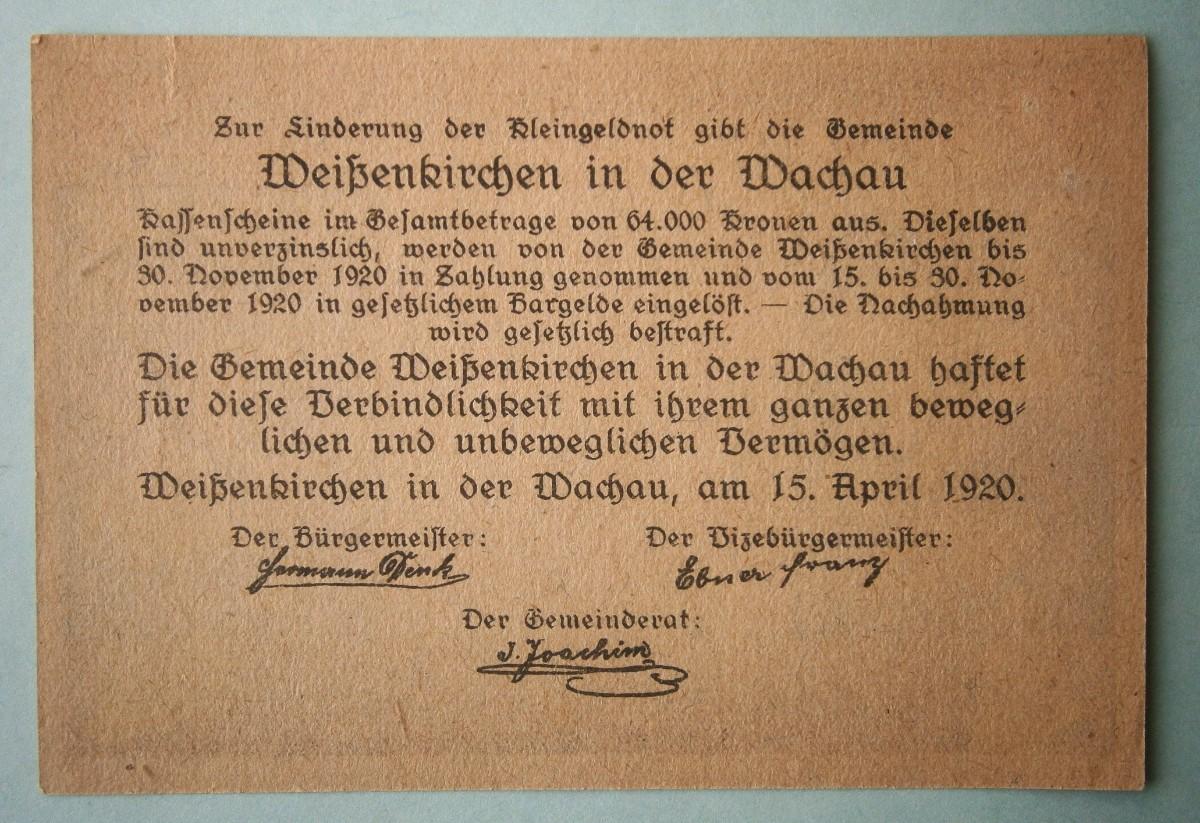 Zur Linderung der Kleingeldnot gibt die Gemeinde
Weißenkirchen in der Wachau
Kassenscheine im Gesamtbetrage von 64.000 Kronen aus. Dieselben
sind unverzinslich, werden von der Gemeinde Weißenkirchen bis
30. November 1920 in Zahlung genommen und vom 15. bis 30. No-
vember 1920 in gesetzlichem Bargelde eingelöst. — Die Nachahmung
wird gesetzlich bestraft.
Die Gemeinde Weißenkirchen in der Wachau haftet
für diese Verbindlichkeit mit ihrem ganzen beweg-
lichen und unbeweglichen Vermögen.
Weißenkirchen in der Wachau, am 15. April 1920.
Der Bürgermeister: Der Vizebürgermeister:
Hermann Denk Ebner Franz
Der Gemeinderat:
J. Joachim